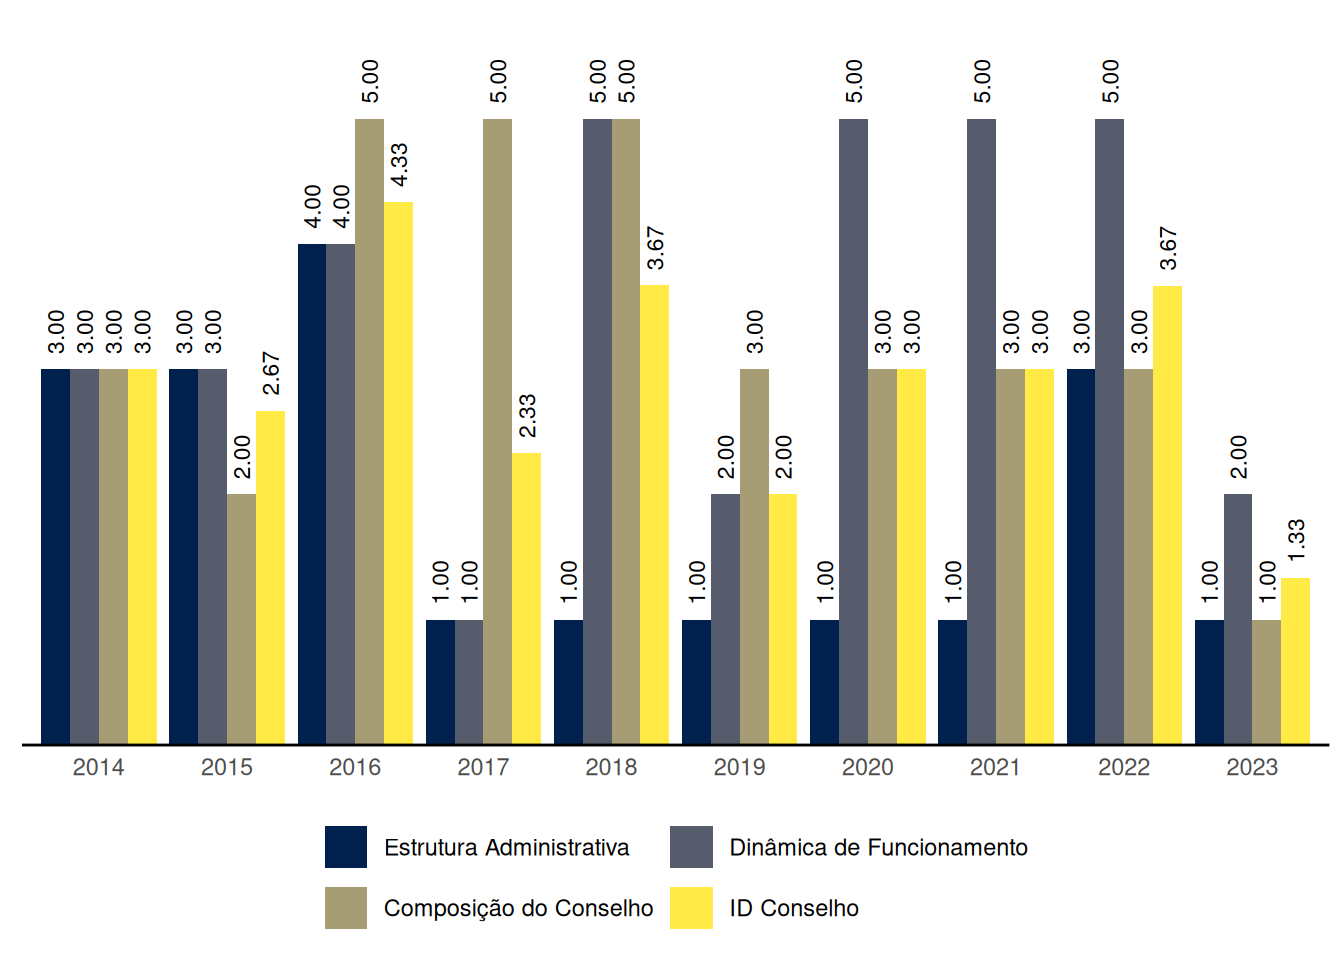 3.00 3.00 3.00 3.00
3.00 3.00 2.00 2.67
4.00 4.00 5.00 4.33
1.00 1.00 5.00 2.33
1.00 5.00 5.00 3.67
1.00 2.00 3.00 2.00
1.00 5.00 3.00 3.00
1.00 5.00 3.00 3.00
3.00 5.00 3.00 3.67
1.00 2.00 1.00 1.33
2014 2015 2016 2017 2018 2019 2020 2021 2022 2023
Estrutura Administrativa Dinâmica de Funcionamento
Composição do Conselho ID Conselho